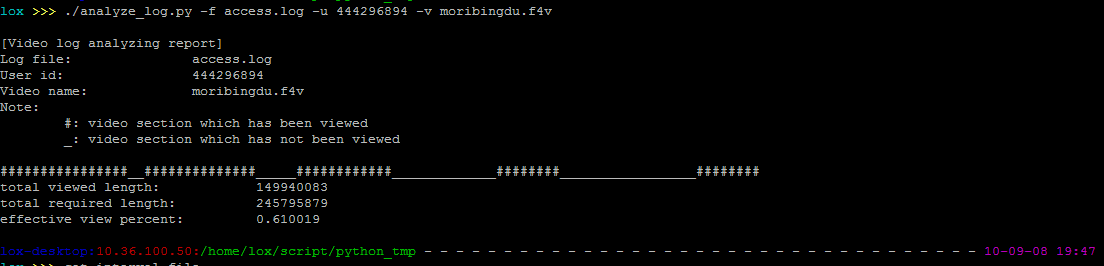 lox >>> ./analyze_log.py -f access.log -u 444296894 -v moribingdu.f4v
[Video log analyzing report]
Log file: access.log
User id: 444296894
Video name: moribingdu.f4v
Note:
#: video section which has been viewed
_: video section which has not been viewed
################__##############_____############_____________########_________________########
total viewed length: 149940083
total required length: 245795879
effective view percent: 0.610019
lox-desktop:10.36.100.50:/home/lox/script/python_tmp - - - - - - - - - - - - - - - - - - - - - - - - - - - - - - - - - - - 10-09-08 19:47
lox >>>